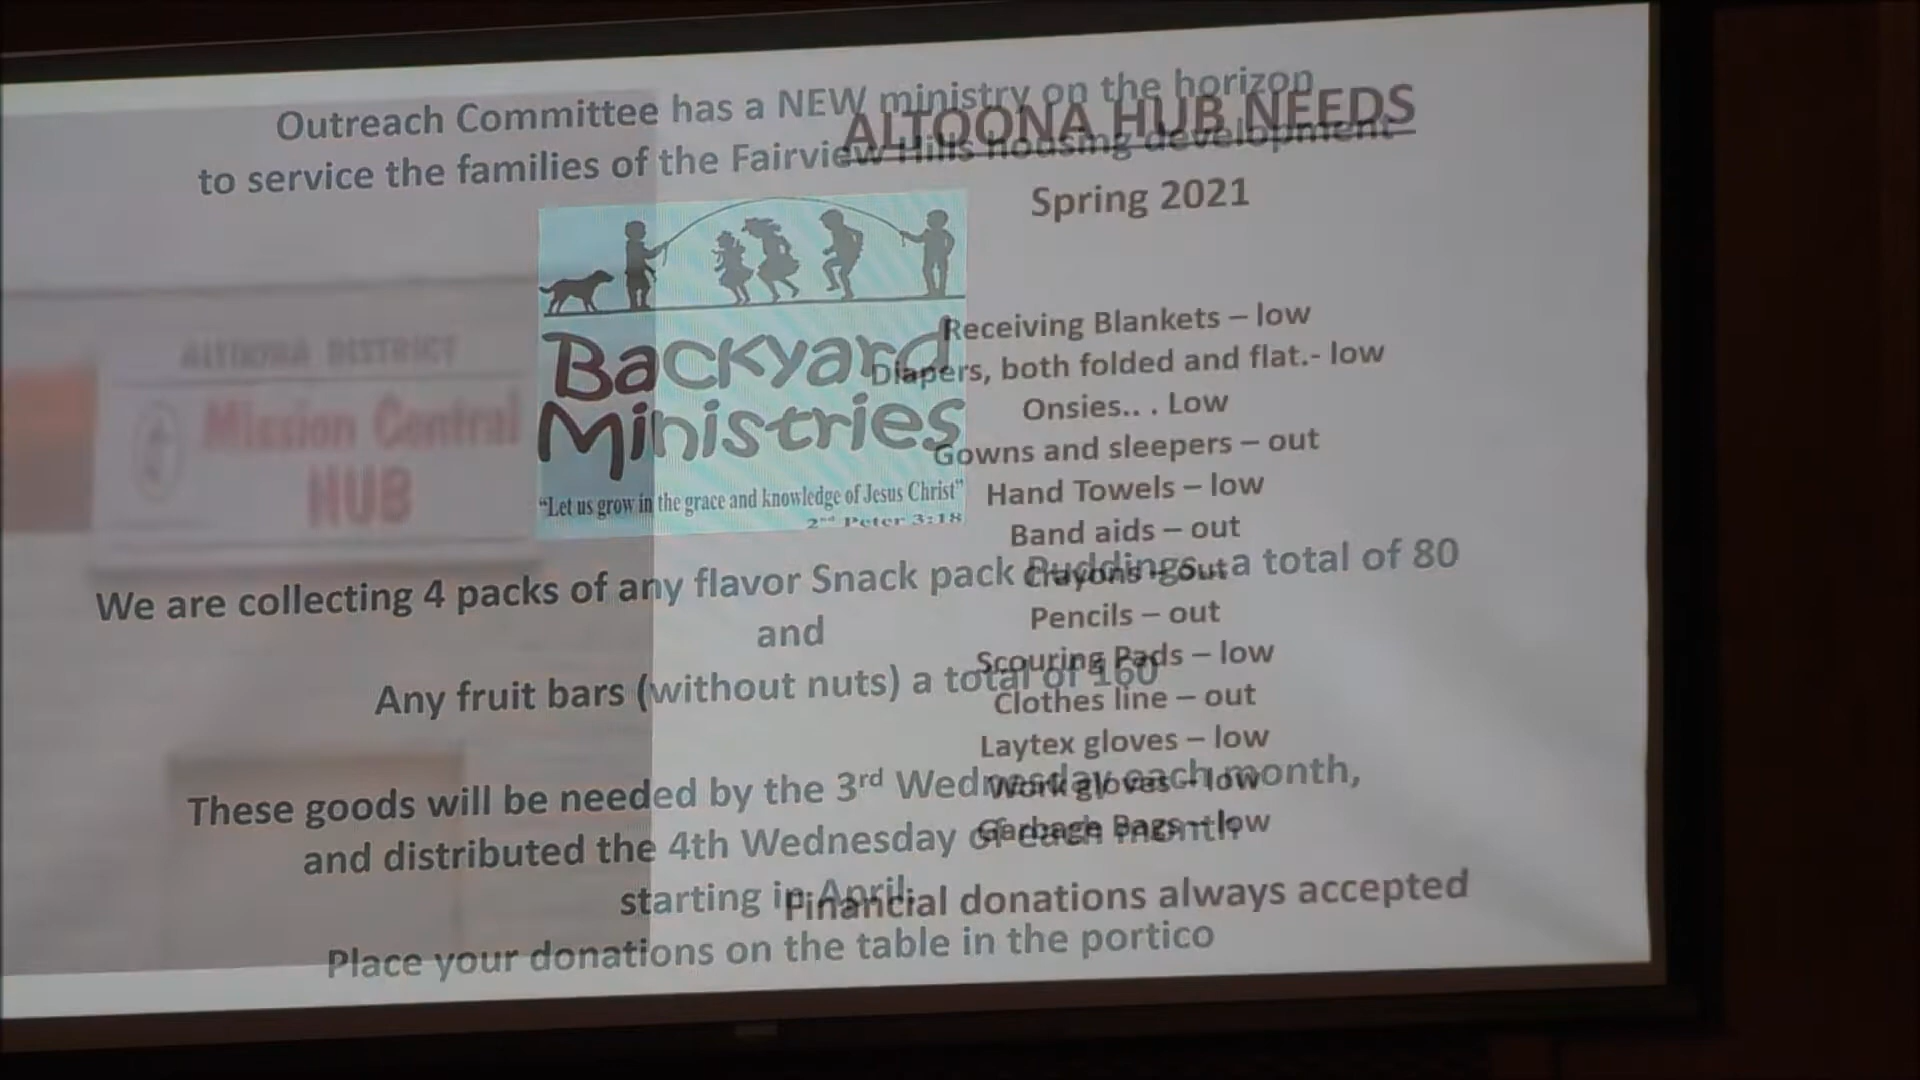 Outreach Committee has a NEW ministry on the horizon
to service the families of the Fairview Hills housing development
Backyard
Ministries
“Let us grow in the grace and knowledge of Jesus Christ”
2nd Peter 3:18
We are collecting 4 packs of any flavor Snack pack Puddings a total of 80
and
Any fruit bars (without nuts) a total of 160
These goods will be needed by the 3rd Wednesday each month,
and distributed the 4th Wednesday of each month
starting in April.
Place your donations on the table in the portico
ALTOONA DISTRICT
Mission Central
HUB
ALTOONA HUB NEEDS
Spring 2021
Receiving Blankets – low
Diapers, both folded and flat.- low
Onsies.. . Low
Gowns and sleepers – out
Hand Towels – low
Band aids – out
Crayons – out
Pencils – out
Scouring Pads – low
Clothes line – out
Laytex gloves – low
Work gloves – low
Garbage Bags – low
Financial donations always accepted